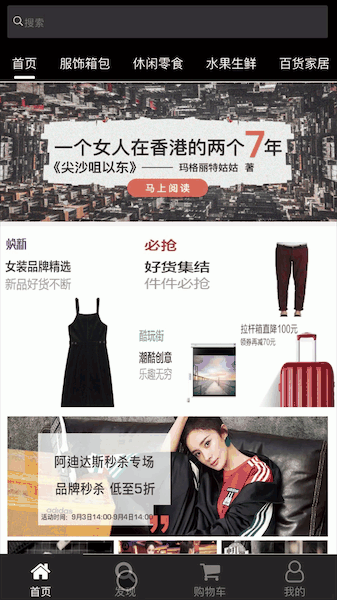 搜索
首页 服饰箱包 休闲零食 水果生鲜 百货家居
一个女人在香港的两个7年
《尖沙咀以东》—— 玛格丽特姑姑 著
马上阅读
焕新
女装品牌精选
新品好货不断
必抢
好货集结
件件必抢
酷玩街
潮酷创意
乐趣无穷
拉杆箱直降100元
领券再减70元
阿迪达斯秒杀专场
品牌秒杀 低至5折
adidas
活动时间：9月3日14:00-9月4日14:00
首页 发现 购物车 我的